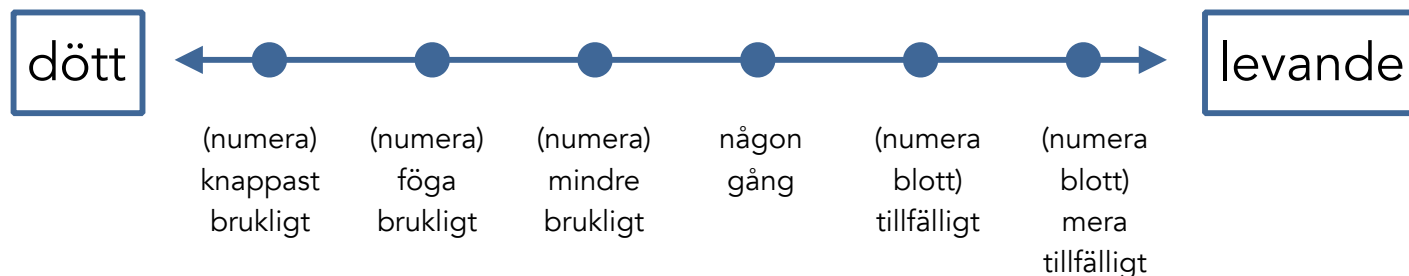 dött
levande
(numera)
knappast
brukligt
(numera)
föga
brukligt
(numera)
mindre
brukligt
någon
gång
(numera
blott)
tillfälligt
(numera
blott)
mera
tillfälligt